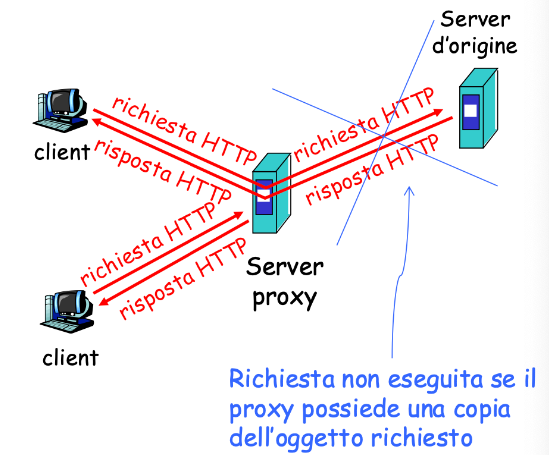 Server
d'origine
richiesta HTTP
risposta HTTP
client
richiesta HTTP
risposta HTTP
richiesta HTTP
risposta HTTP
Server
proxy
client
Richiesta non eseguita se il
proxy possiede una copia
dell'oggetto richiesto